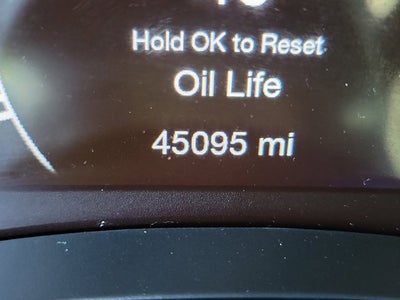 Hold OK to Reset
Oil Life
45095 mi